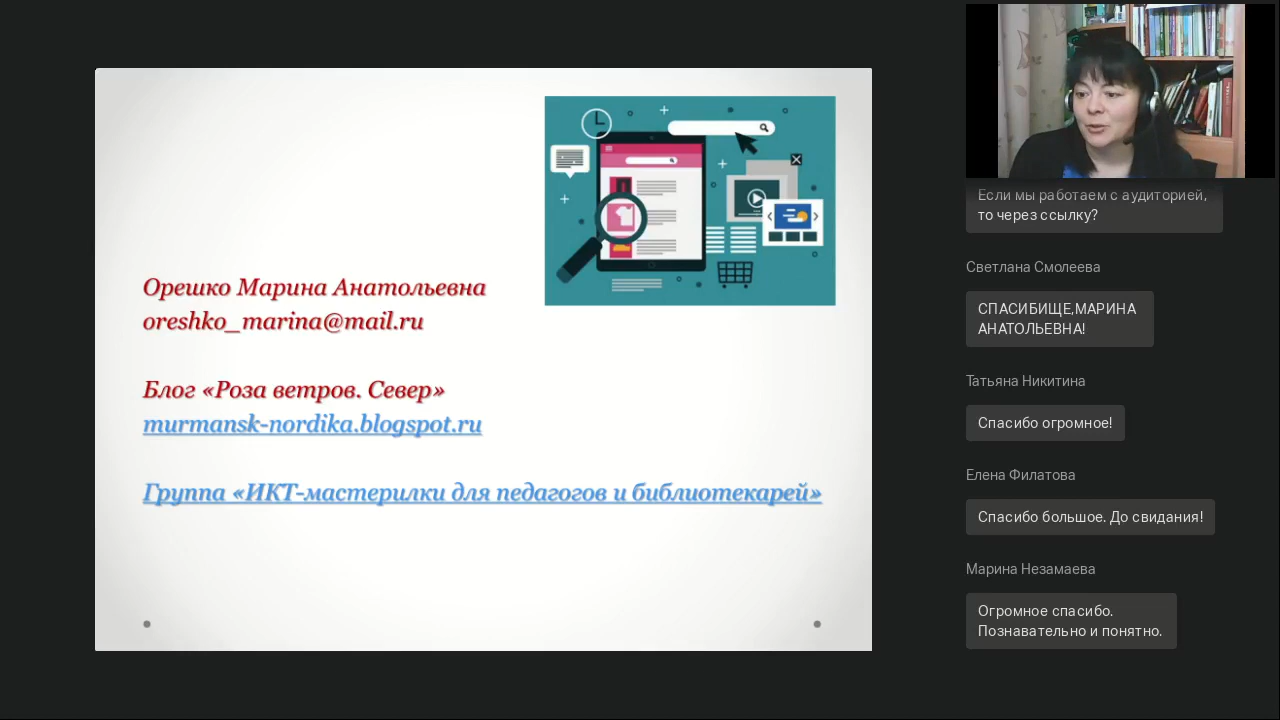 Орешко Марина Анатольевна
oreshko_marina@mail.ru
Блог «Роза ветров. Север»
murmansk-nordika.blogspot.ru
Группа «ИКТ-мастерилки для педагогов и библиотекарей»
Если мы работаем с аудиторией,
то через ссылку?
Светлана Смолеева
СПАСИБИЩЕ,МАРИНА
АНАТОЛЬЕВНА!
Татьяна Никитина
Спасибо огромное!
Елена Филатова
Спасибо большое. До свидания!
Марина Незамаева
Огромное спасибо.
Познавательно и понятно.